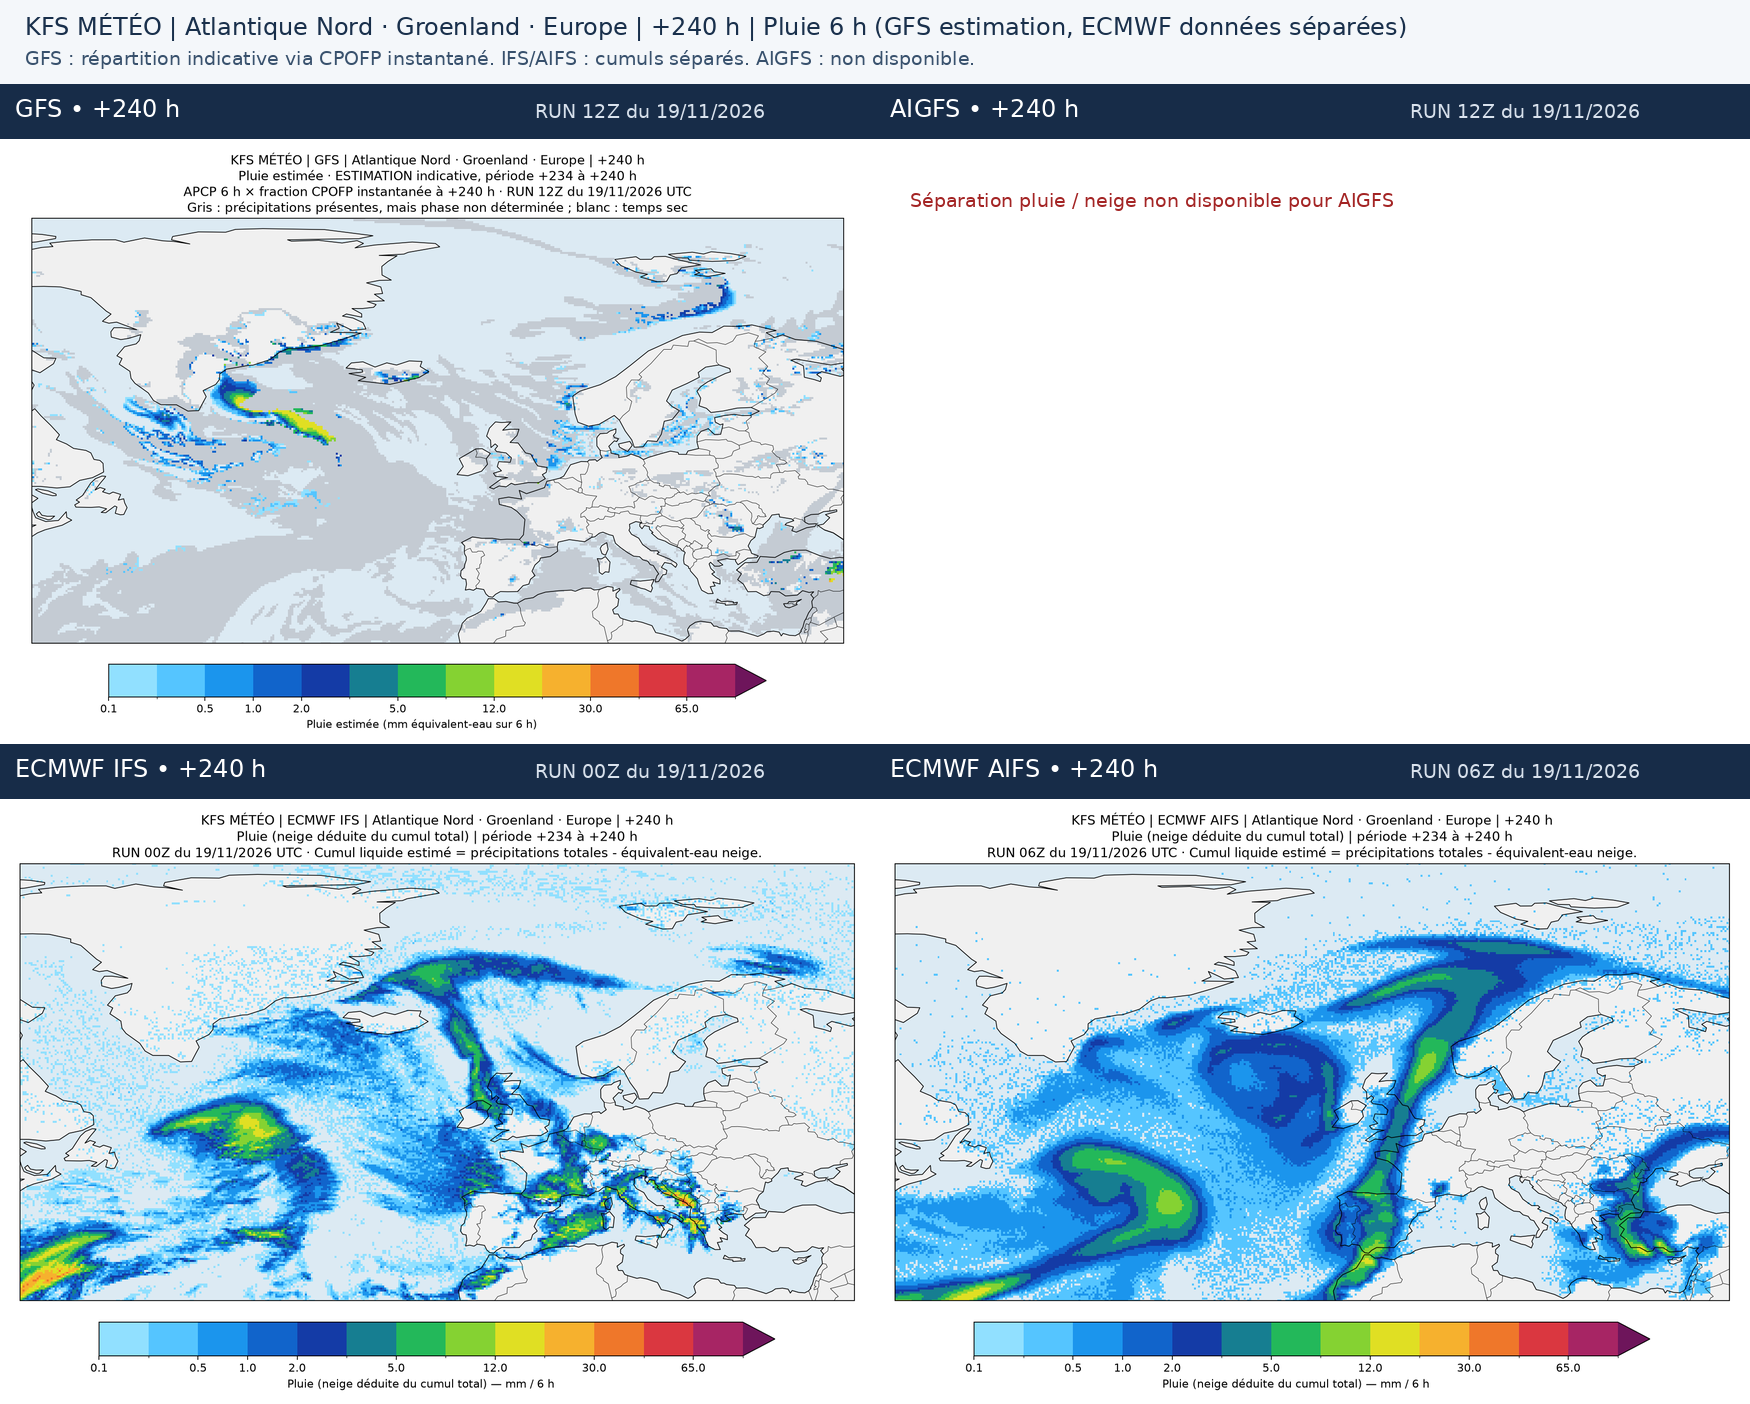 KFS MÉTÉO | Atlantique Nord · Groenland · Europe | +240 h | Pluie 6 h (GFS estimation, ECMWF données séparées)
GFS : répartition indicative via CPOFP instantané. IFS/AIFS : cumuls séparés. AIGFS : non disponible.
GFS • +240 h
RUN 12Z du 19/11/2026
AIGFS • +240 h
RUN 12Z du 19/11/2026
KFS MÉTÉO | GFS | Atlantique Nord · Groenland · Europe | +240 h
Pluie estimée · ESTIMATION indicative, période +234 à +240 h
APCP 6 h × fraction CPOFP instantanée à +240 h · RUN 12Z du 19/11/2026 UTC
Gris : précipitations présentes, mais phase non déterminée ; blanc : temps sec
Séparation pluie / neige non disponible pour AIGFS
0.1 0.5 1.0 2.0 5.0 12.0 30.0 65.0
Pluie estimée (mm équivalent-eau sur 6 h)
ECMWF IFS • +240 h
RUN 00Z du 19/11/2026
ECMWF AIFS • +240 h
RUN 06Z du 19/11/2026
KFS MÉTÉO | ECMWF IFS | Atlantique Nord · Groenland · Europe | +240 h
Pluie (neige déduite du cumul total) | période +234 à +240 h
RUN 00Z du 19/11/2026 UTC · Cumul liquide estimé = précipitations totales - équivalent-eau neige.
KFS MÉTÉO | ECMWF AIFS | Atlantique Nord · Groenland · Europe | +240 h
Pluie (neige déduite du cumul total) | période +234 à +240 h
RUN 06Z du 19/11/2026 UTC · Cumul liquide estimé = précipitations totales - équivalent-eau neige.
0.1 0.5 1.0 2.0 5.0 12.0 30.0 65.0
Pluie (neige déduite du cumul total) — mm / 6 h
0.1 0.5 1.0 2.0 5.0 12.0 30.0 65.0
Pluie (neige déduite du cumul total) — mm / 6 h